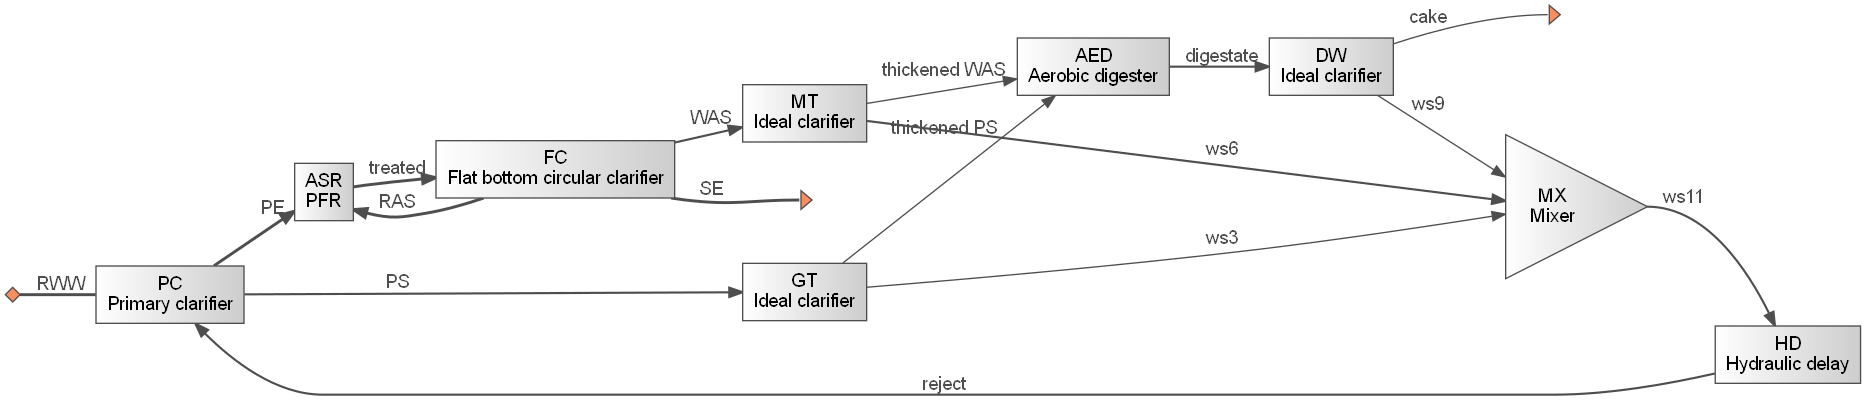 cake
AED
Aerobic digester
digestate
DW
Ideal clarifier
thickened WAS
ws9
MT
Ideal clarifier
WAS
thickened PS
ws6
FC
Flat bottom circular clarifier
treated
ASR
PFR
RAS
SE
PE
MX
Mixer
ws11
ws3
RWW
PC
Primary clarifier
PS
GT
Ideal clarifier
HD
Hydraulic delay
reject